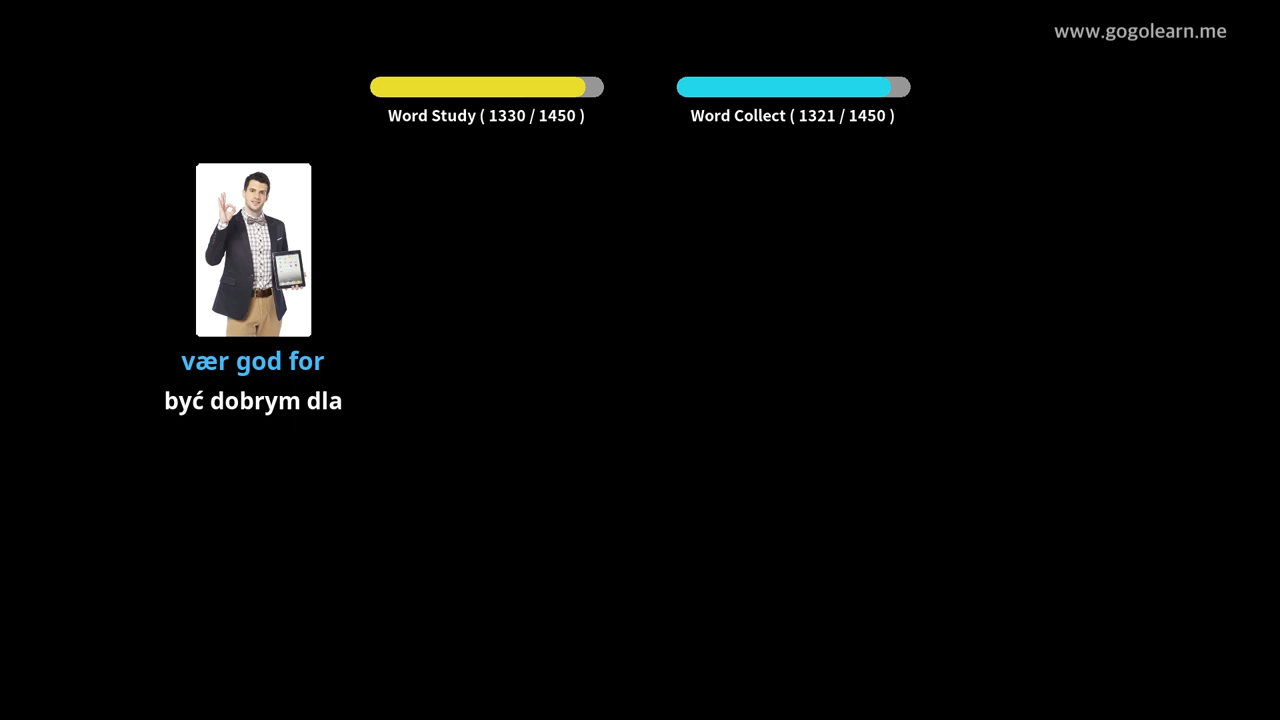 www.gogolearn.me
Word Study ( 1330 / 1450 )
Word Collect ( 1321 / 1450 )
vær god for
być dobrym dla